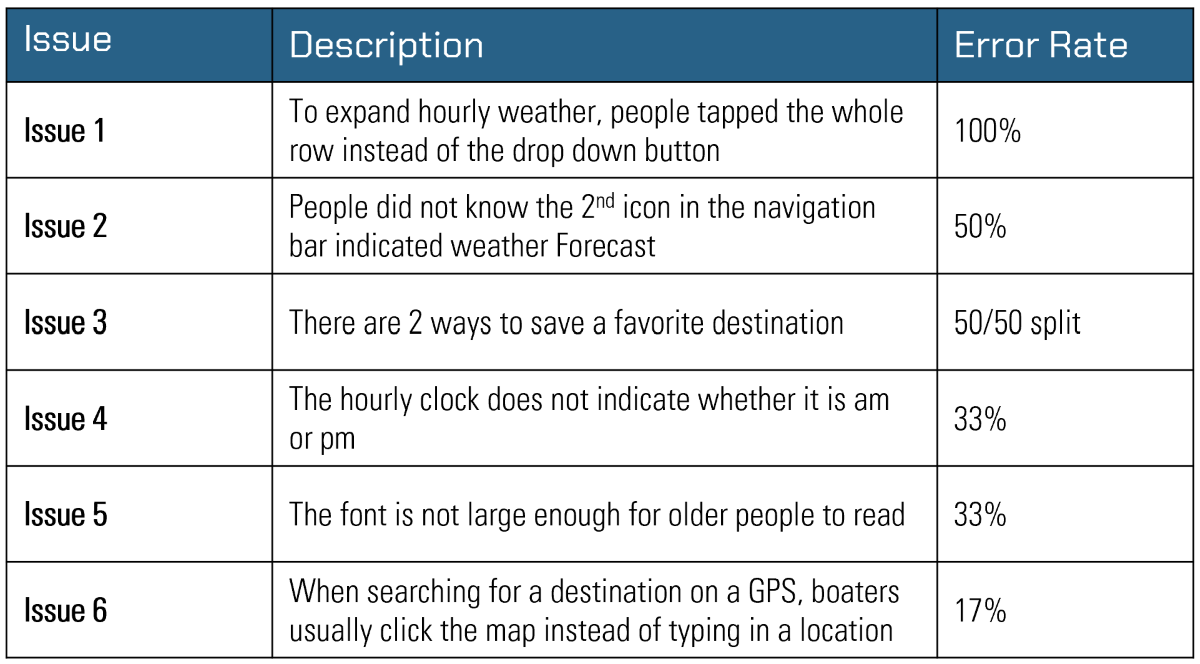 Issue Description Error Rate
Issue 1 To expand hourly weather, people tapped the whole 100%
row instead of the drop down button
Issue 2 People did not know the 2nd icon in the navigation 50%
bar indicated weather Forecast
Issue 3 There are 2 ways to save a favorite destination 50/50 split
Issue 4 The hourly clock does not indicate whether it is am 33%
or pm
Issue 5 The font is not large enough for older people to read 33%
Issue 6 When searching for a destination on a GPS, boaters 17%
usually click the map instead of typing in a location